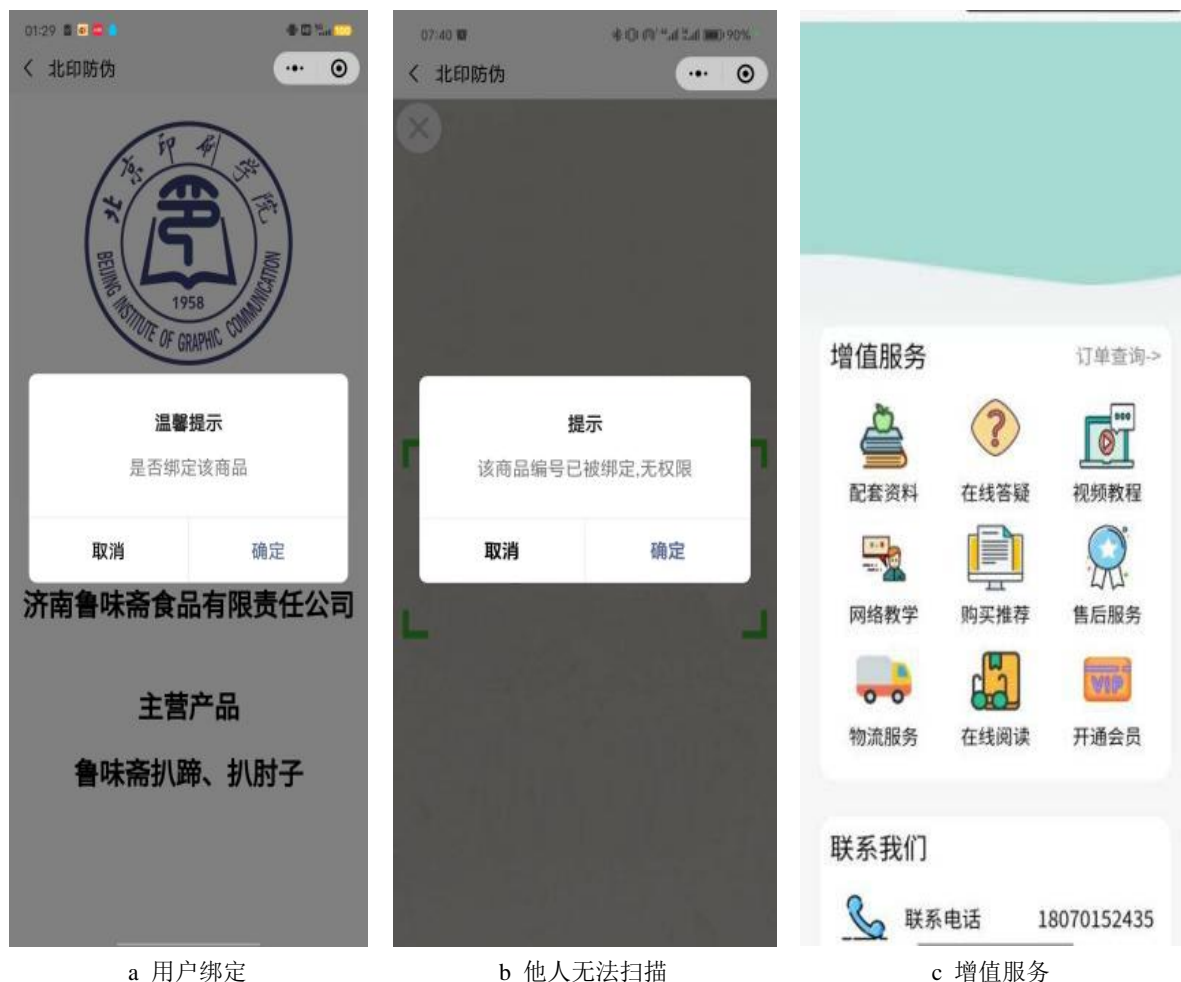 01:29
北印防伪
北京印刷学院
BEIJING INSTITUTE OF GRAPHIC COMMUNICATION
1958
温馨提示
是否绑定该商品
取消 确定
济南鲁味斋食品有限责任公司
主营产品
鲁味斋扒蹄、扒肘子
a 用户绑定
07:40 90%
北印防伪
提示
该商品编号已被绑定,无权限
取消 确定
b 他人无法扫描
增值服务 订单查询->
配套资料 在线答疑 视频教程
网络教学 购买推荐 售后服务
VIP
物流服务 在线阅读 开通会员
联系我们
联系电话 18070152435
c 增值服务